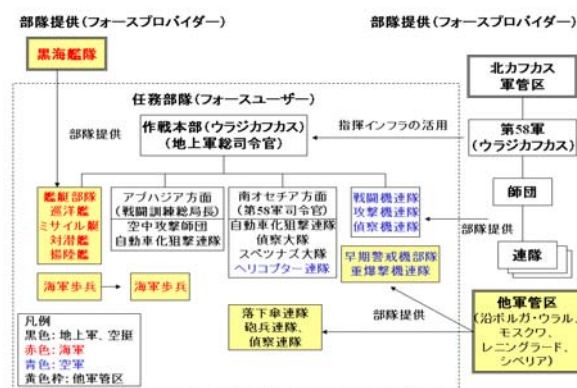 部隊提供(フォースプロバイダー)
部隊提供(フォースプロバイダー)
黒海艦隊
北カフカス
軍管区
任務部隊(フォースユーザー)
部隊提供
作戦本部(ウラジカフカス)
(地上軍総司令官)
指揮インフラの活用
第58軍
(ウラジカフカス)
艦艇部隊
巡洋艦
ミサイル艇
対潜艦
揚陸艦
アブハジア方面
(戦闘訓練総局長)
空中攻撃師団
自動車化狙撃連隊
南オセチア方面
(第58軍司令官)
自動車化狙撃連隊
偵察大隊
スペツナズ大隊
ヘリコプター連隊
戦闘機連隊
攻撃機連隊
偵察機連隊
師団
部隊提供
連隊
早期警戒機部隊
重爆撃機連隊
海軍歩兵
海軍歩兵
落下傘連隊
砲兵連隊、
偵察連隊
部隊提供
他軍管区
(沿ボルガ・ウラル、
モスクワ、
レニングラード、
シベリア)
凡例
黒色: 地上軍、空挺
赤色: 海軍
青色: 空軍
黄色枠: 他軍管区